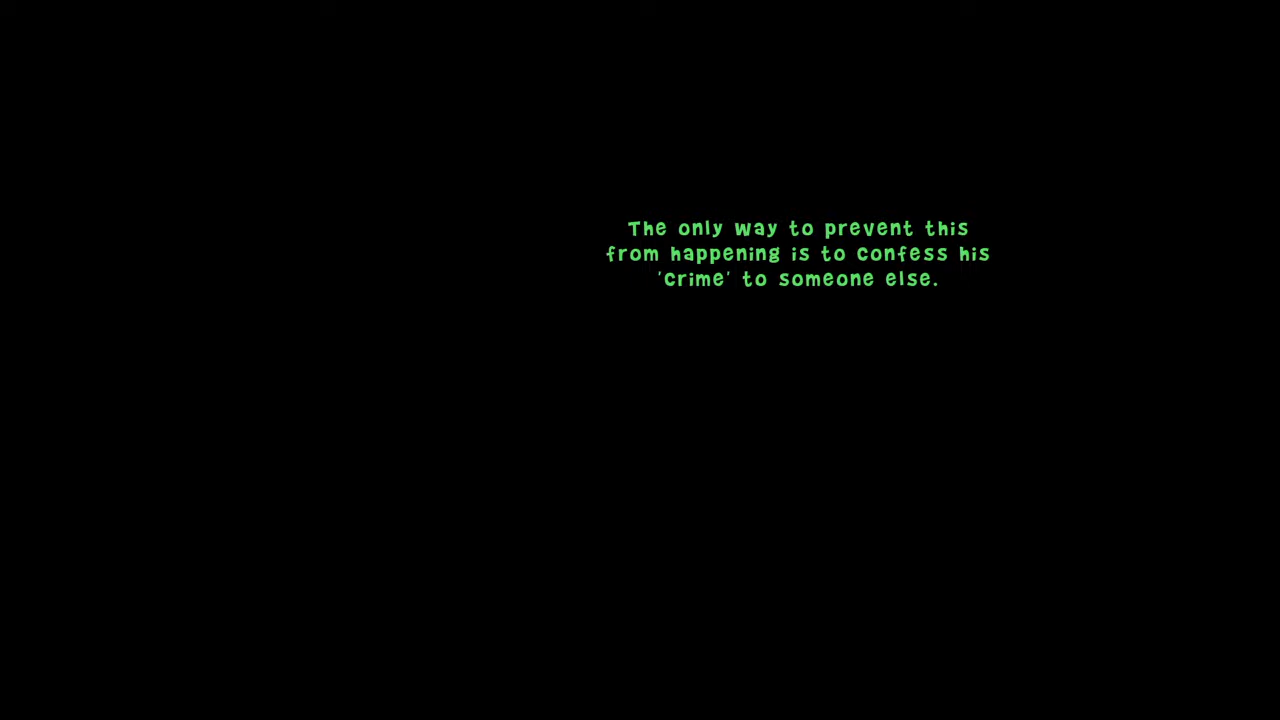 The only way to prevent this
from happening is to confess his
'crime' to someone else.